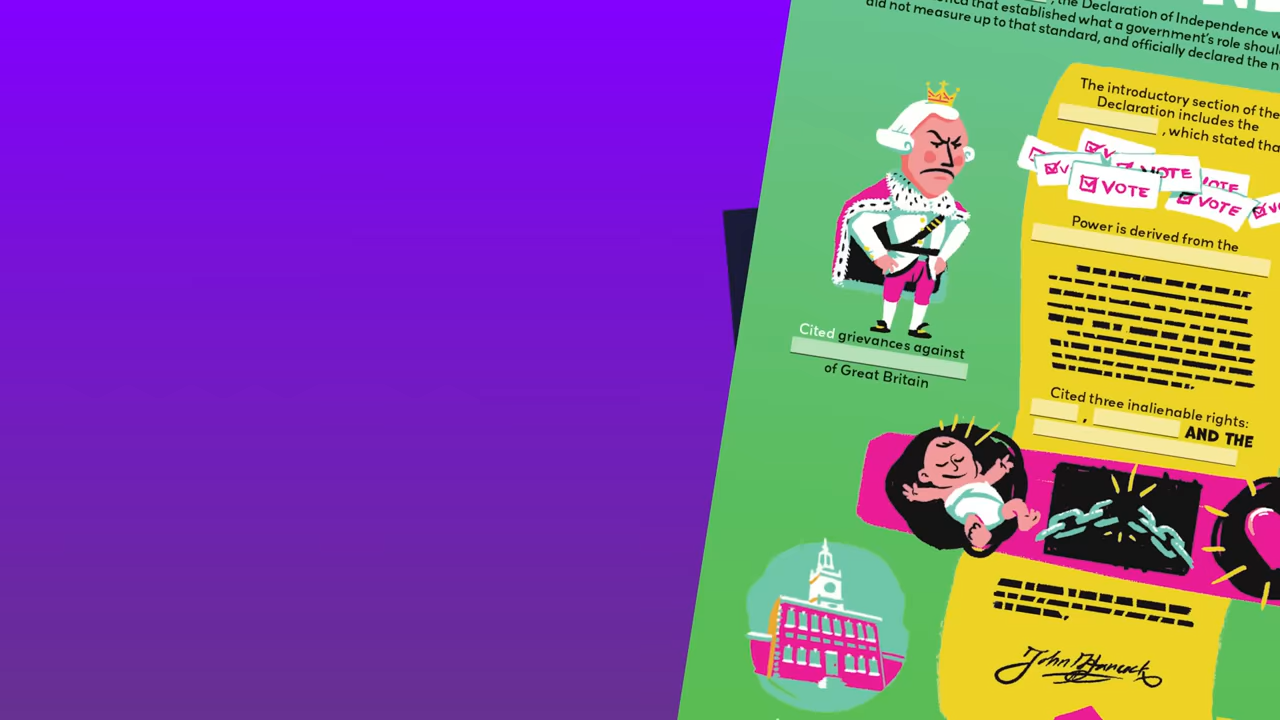 , the Declaration of Independence
that established what a government's role
did not measure up to that standard, and officially declared the
The introductory section of the
Declaration includes the
, which stated
VOTE
VOTE
VOTE
VOTE
Power is derived from the
Cited grievances against
of Great Britain
Cited three inalienable rights:
,
AND THE
John Hancock